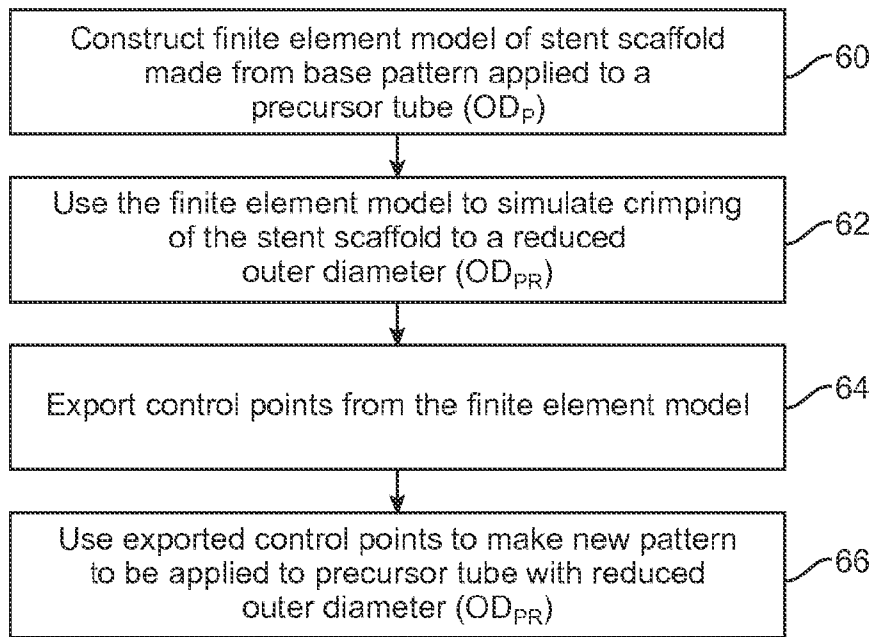 Construct finite element model of stent scaffold
made from base pattern applied to a
precursor tube (ODP)
60
Use the finite element model to simulate crimping
of the stent scaffold to a reduced
outer diameter (ODPR)
62
Export control points from the finite element model
64
Use exported control points to make new pattern
to be applied to precursor tube with reduced
outer diameter (ODPR)
66